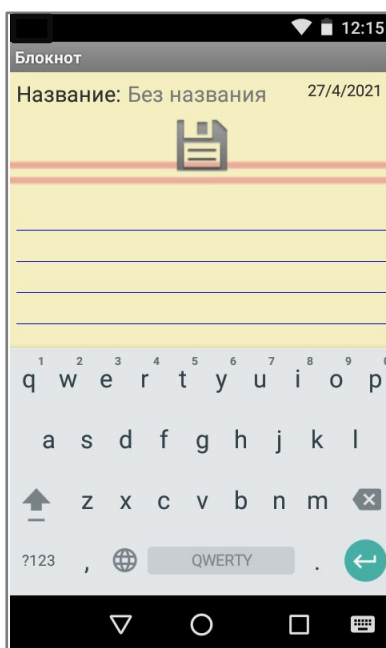 12:15
Блокнот
Название: Без названия 27/4/2021
1 2 3 4 5 6 7 8 9
q w e r t y u i o p
a s d f g h j k l
z x c v b n m
?123 , QWERTY .